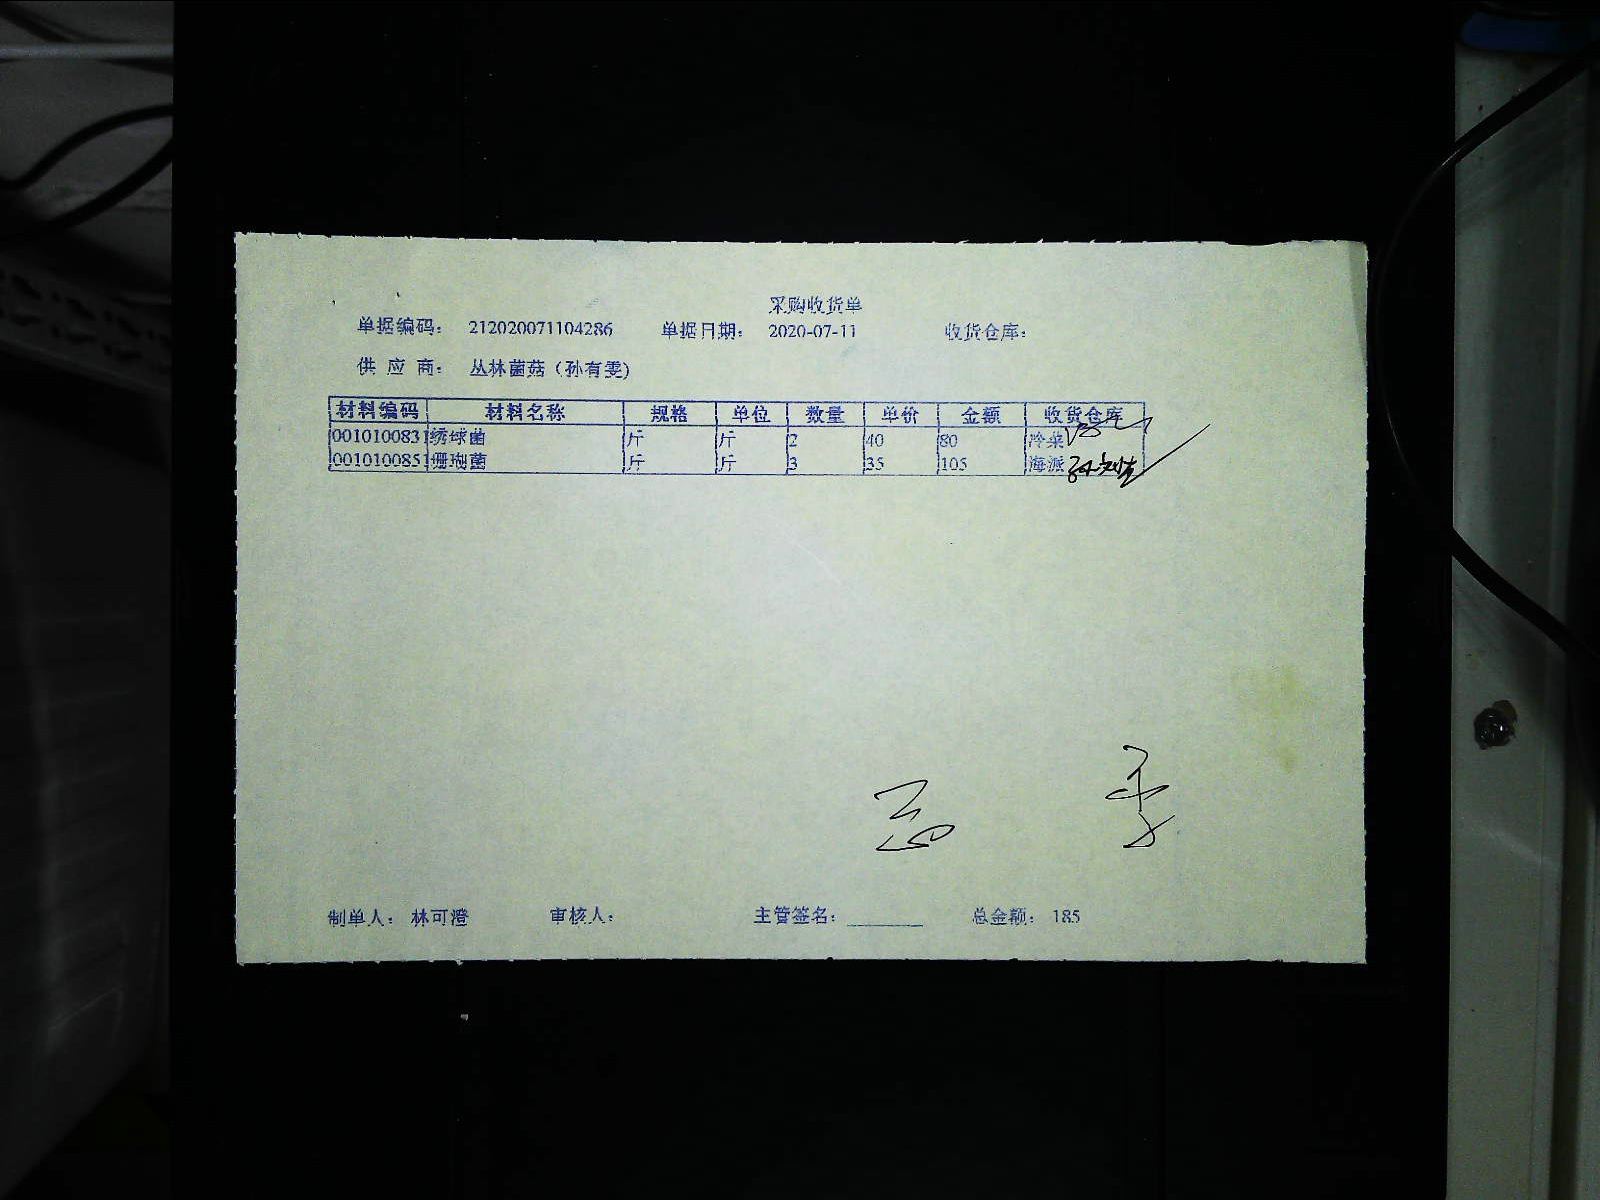 采购收货单
单据编码： 212020071104286 单据日期： 2020-07-11 收货仓库：
供 应 商： 丛林菌菇（孙有雯）
材料编码 材料名称 规格 单位 数量 单价 金额 收货仓库
0010100831 绣球菌 斤 斤 2 40 80 冷菜
0010100851 珊瑚菌 斤 斤 3 35 105 海派
制单人： 林可澄 审核人： 主管签名： 总金额： 185